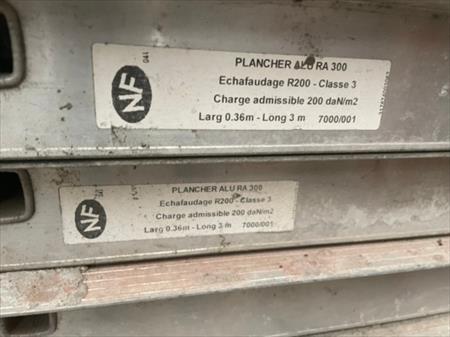 NF
PLANCHER ALU RA 300
Echafaudage R200 - Classe 3
Charge admissible 200 daN/m2
Larg 0.36m - Long 3 m 7000/001
NF
PLANCHER ALU RA 300
Echafaudage R200 - Classe 3
Charge admissible 200 daN/m2
Larg 0.36m - Long 3 m 7000/001